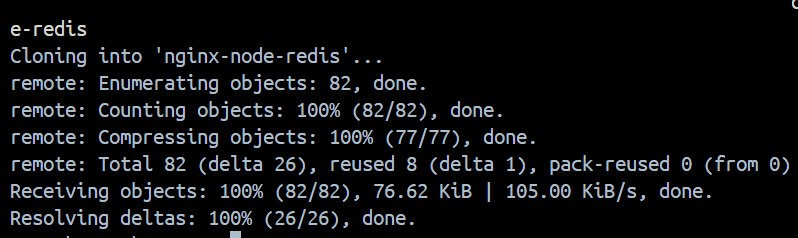 e-redis
Cloning into 'nginx-node-redis'...
remote: Enumerating objects: 82, done.
remote: Counting objects: 100% (82/82), done.
remote: Compressing objects: 100% (77/77), done.
remote: Total 82 (delta 26), reused 8 (delta 1), pack-reused 0 (from 0)
Receiving objects: 100% (82/82), 76.62 KiB | 105.00 KiB/s, done.
Resolving deltas: 100% (26/26), done.